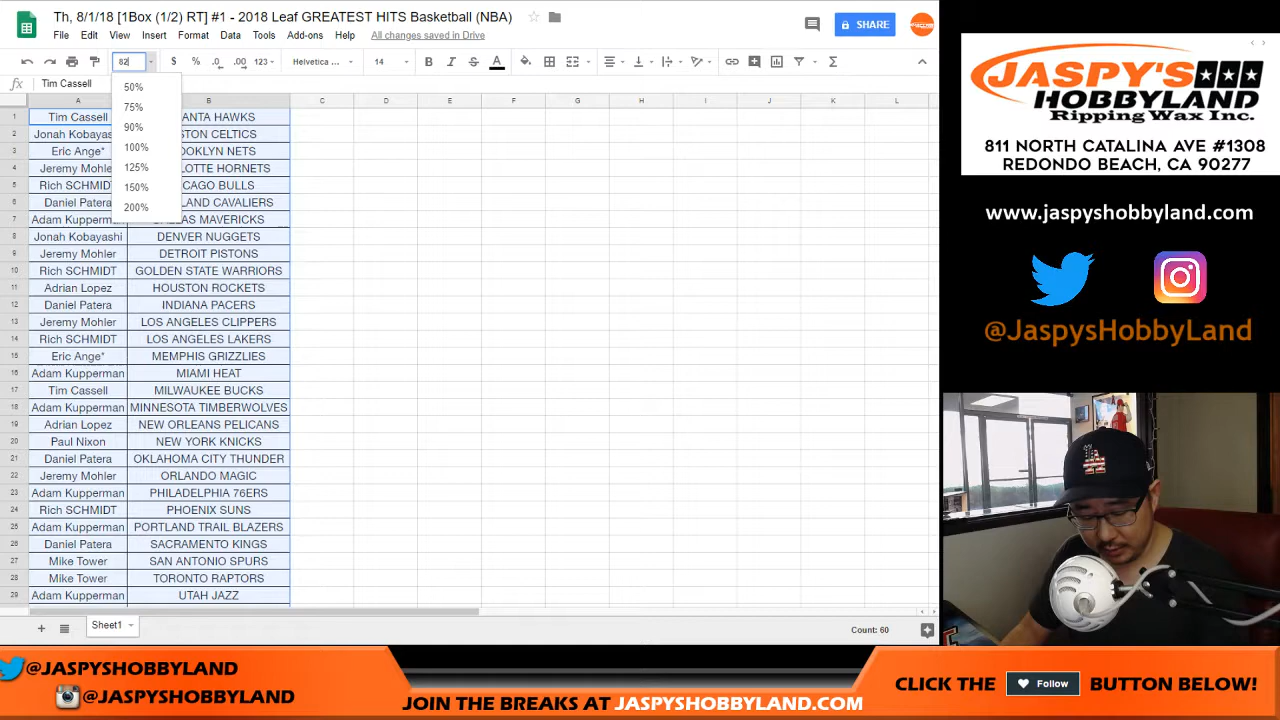 Th, 8/1/18 [1Box (1/2) RT] #1 - 2018 Leaf GREATEST HITS Basketball (NBA)
File Edit View Insert Format Data Tools Add-ons Help All changes saved in Drive
SHARE
82 $ % .0 .00 123 Helvetica ... 14 B I S A
fx Tim Cassell
50%
75%
90%
100%
125%
150%
200%
A B C D E F G H I J K L
1 Tim Cassell ANTA HAWKS
2 Jonah Kobayas STON CELTICS
3 Eric Ange* OOKLYN NETS
4 Jeremy Mohle LOTTE HORNETS
5 Rich SCHMIDT CAGO BULLS
6 Daniel Patera LAND CAVALIERS
7 Adam Kupperman DALLAS MAVERICKS
8 Jonah Kobayashi DENVER NUGGETS
9 Jeremy Mohler DETROIT PISTONS
10 Rich SCHMIDT GOLDEN STATE WARRIORS
11 Adrian Lopez HOUSTON ROCKETS
12 Daniel Patera INDIANA PACERS
13 Jeremy Mohler LOS ANGELES CLIPPERS
14 Rich SCHMIDT LOS ANGELES LAKERS
15 Eric Ange* MEMPHIS GRIZZLIES
16 Adam Kupperman MIAMI HEAT
17 Tim Cassell MILWAUKEE BUCKS
18 Adam Kupperman MINNESOTA TIMBERWOLVES
19 Adrian Lopez NEW ORLEANS PELICANS
20 Paul Nixon NEW YORK KNICKS
21 Daniel Patera OKLAHOMA CITY THUNDER
22 Jeremy Mohler ORLANDO MAGIC
23 Adam Kupperman PHILADELPHIA 76ERS
24 Rich SCHMIDT PHOENIX SUNS
25 Adam Kupperman PORTLAND TRAIL BLAZERS
26 Daniel Patera SACRAMENTO KINGS
27 Mike Tower SAN ANTONIO SPURS
28 Mike Tower TORONTO RAPTORS
29 Adam Kupperman UTAH JAZZ
Sheet1
Count: 60
JASPY'S
HOBBYLAND
Ripping Wax Inc.
811 NORTH CATALINA AVE #1308
REDONDO BEACH, CA 90277
www.jaspyshobbyland.com
@JaspysHobbyLand
LA
@JASPYSHOBBYLAND
@JASPYSHOBBYLAND
JOIN THE BREAKS AT JASPYSHOBBYLAND.COM
CLICK THE Follow BUTTON BELOW!